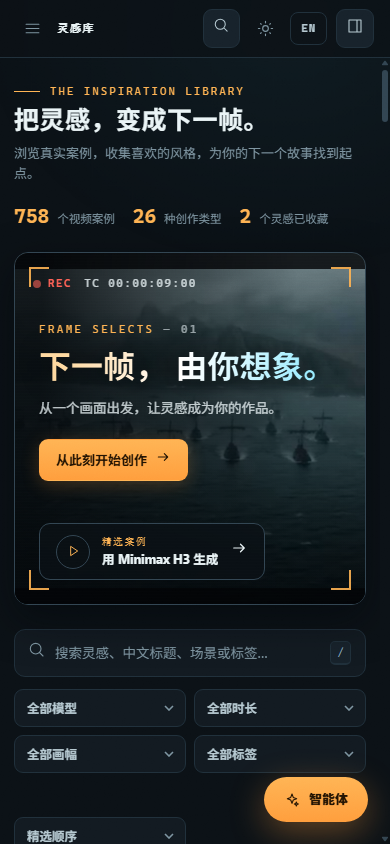 灵感库
EN
THE INSPIRATION LIBRARY
把灵感，变成下一帧。
浏览真实案例，收集喜欢的风格，为你的下一个故事找到起
点。
758 个视频案例 26 种创作类型 2 个灵感已收藏
REC TC 00:00:09:00
FRAME SELECTS — 01
下一帧， 由你想象。
从一个画面出发，让灵感成为你的作品。
从此刻开始创作 →
精选案例
用 Minimax H3 生成 →
搜索灵感、中文标题、场景或标签... /
全部模型 全部时长
全部画幅 全部标签
智能体
精选顺序